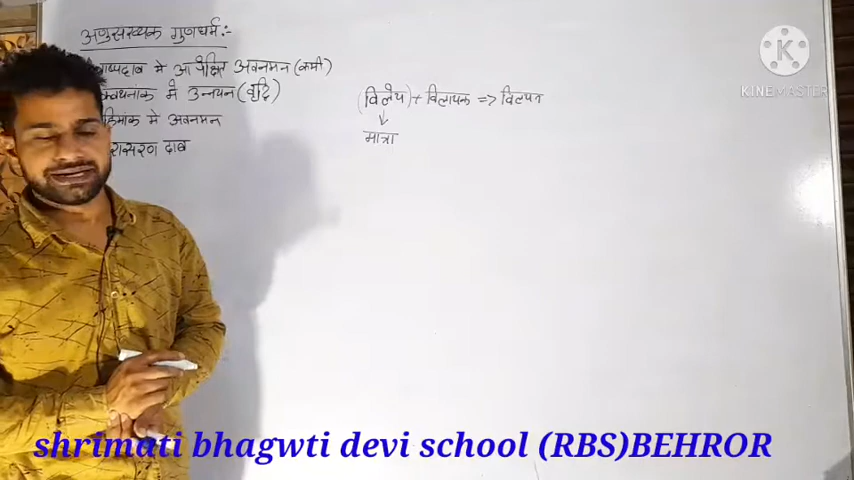 अणुसंख्यक गुणधर्म :-
वाष्पदाब मे आपेक्षिर अवनमन (कमी)
क्वथनांक मे उन्नयन (वृद्दि)
हिमांक मे अवनमन
परासरण दाब
(विलेय) + विलायक => विलयन
↓
मात्रा
K
KINEMASTER
shrimati bhagwti devi school (RBS)BEHROR